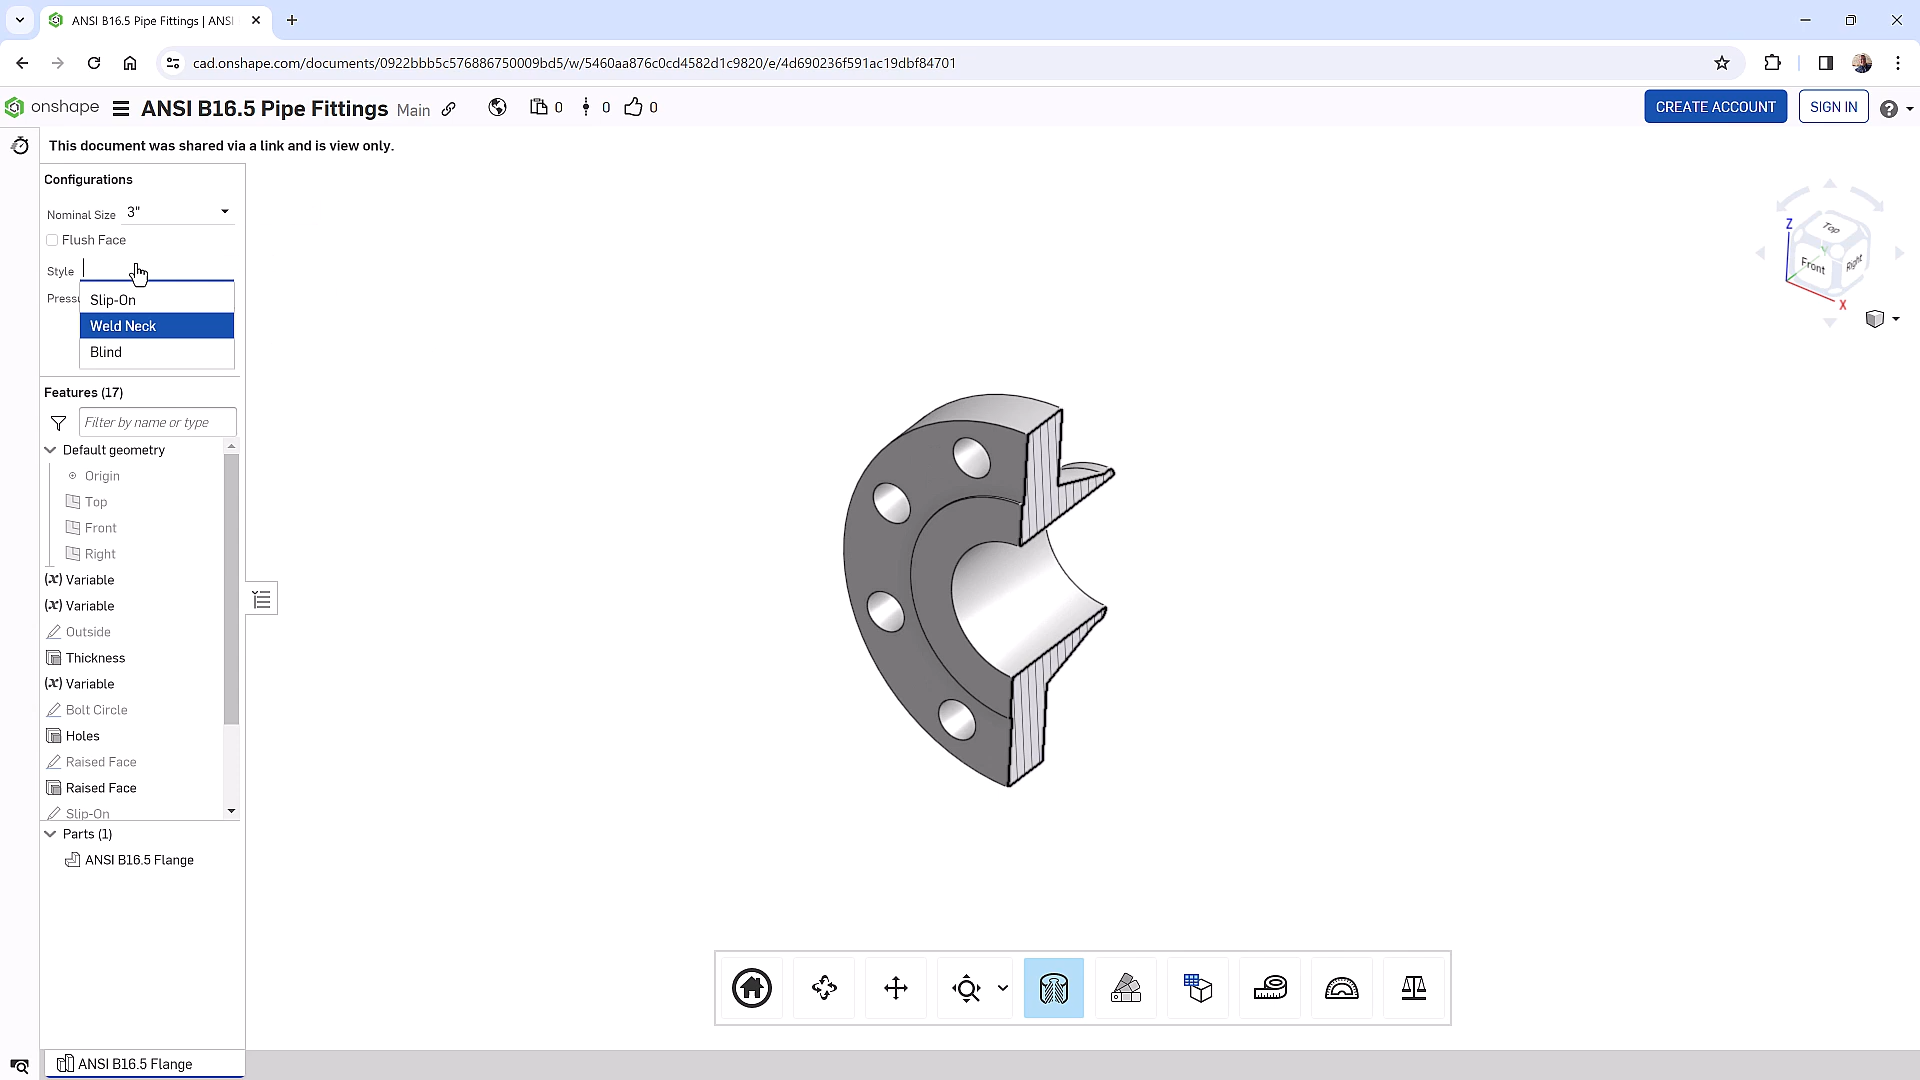 ANSI B16.5 Pipe Fittings | ANSI
cad.onshape.com/documents/0922bbb5c576886750009bd5/w/5460aa876c0cd4582d1c9820/e/4d690236f591ac19dbf84701
onshape ANSI B16.5 Pipe Fittings Main 0 0 0 CREATE ACCOUNT SIGN IN
This document was shared via a link and is view only.
Configurations
Nominal Size 3"
Flush Face
Style
Pressu
Slip-On
Weld Neck
Blind
Features (17)
Filter by name or type
Default geometry
Origin
Top
Front
Right
(x) Variable
(x) Variable
Outside
Thickness
(x) Variable
Bolt Circle
Holes
Raised Face
Raised Face
Slip-On
Parts (1)
ANSI B16.5 Flange
Z
Top
Y
Front
Right
X
ANSI B16.5 Flange